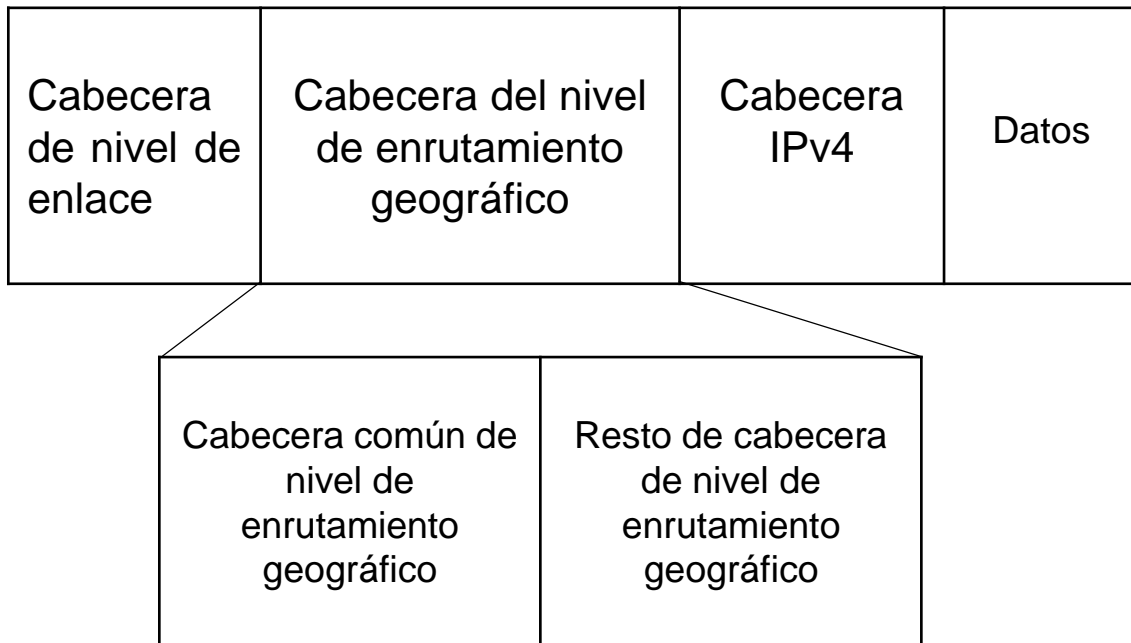 Cabecera
de nivel de
enlace
Cabecera del nivel
de enrutamiento
geográfico
Cabecera
IPv4
Datos
Cabecera común de
nivel de
enrutamiento
geográfico
Resto de cabecera
de nivel de
enrutamiento
geográfico